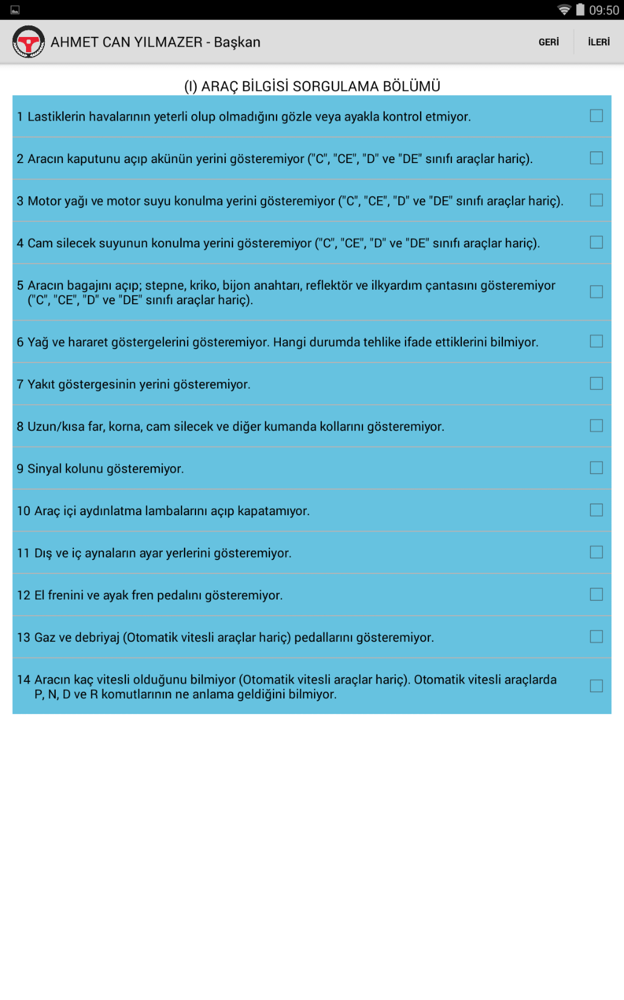 09:50
AHMET CAN YILMAZER - Başkan
GERİ
İLERİ
(I) ARAÇ BİLGİSİ SORGULAMA BÖLÜMÜ
1 Lastiklerin havalarının yeterli olup olmadığını gözle veya ayakla kontrol etmiyor.
2 Aracın kaputunu açıp akünün yerini gösteremiyor ("C", "CE", "D" ve "DE" sınıfı araçlar hariç).
3 Motor yağı ve motor suyu konulma yerini gösteremiyor ("C", "CE", "D" ve "DE" sınıfı araçlar hariç).
4 Cam silecek suyunun konulma yerini gösteremiyor ("C", "CE", "D" ve "DE" sınıfı araçlar hariç).
5 Aracın bagajını açıp; stepne, kriko, bijon anahtarı, reflektör ve ilkyardım çantasını gösteremiyor
("C", "CE", "D" ve "DE" sınıfı araçlar hariç).
6 Yağ ve hararet göstergelerini gösteremiyor. Hangi durumda tehlike ifade ettiklerini bilmiyor.
7 Yakıt göstergesinin yerini gösteremiyor.
8 Uzun/kısa far, korna, cam silecek ve diğer kumanda kollarını gösteremiyor.
9 Sinyal kolunu gösteremiyor.
10 Araç içi aydınlatma lambalarını açıp kapatamıyor.
11 Dış ve iç aynaların ayar yerlerini gösteremiyor.
12 El frenini ve ayak fren pedalını gösteremiyor.
13 Gaz ve debriyaj (Otomatik vitesli araçlar hariç) pedallarını gösteremiyor.
14 Aracın kaç vitesli olduğunu bilmiyor (Otomatik vitesli araçlar hariç). Otomatik vitesli araçlarda
P, N, D ve R komutlarının ne anlama geldiğini bilmiyor.